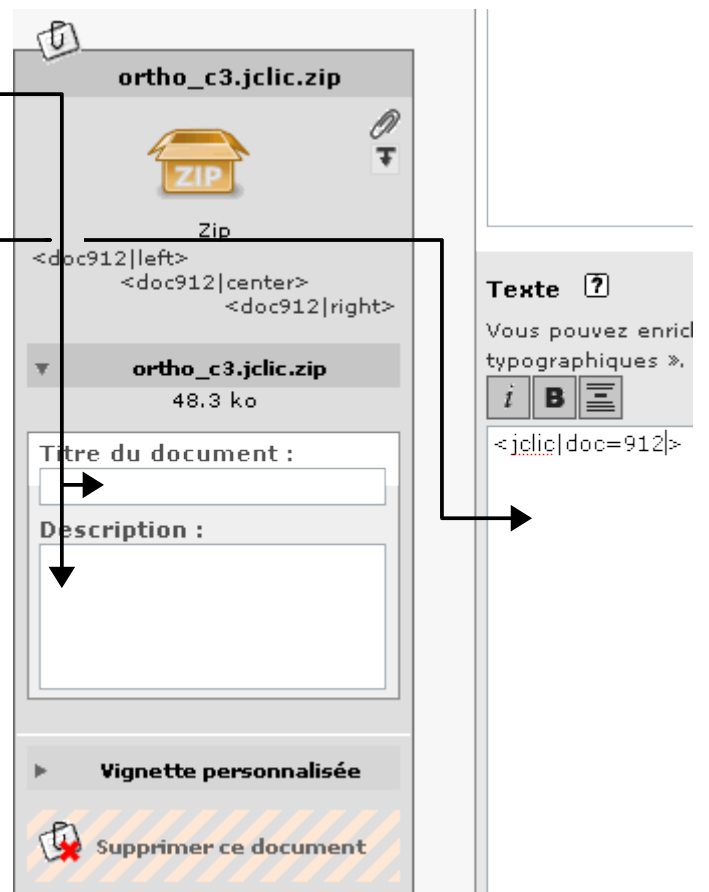 ortho_c3.jclic.zip
ZIP
Zip
<doc912|left>
<doc912|center>
<doc912|right>
ortho_c3.jclic.zip
48.3 ko
Titre du document :
Description :
Vignette personnalisée
Supprimer ce document
Texte ?
Vous pouvez enric
typographiques ».
i B
<jclic|doc=912>